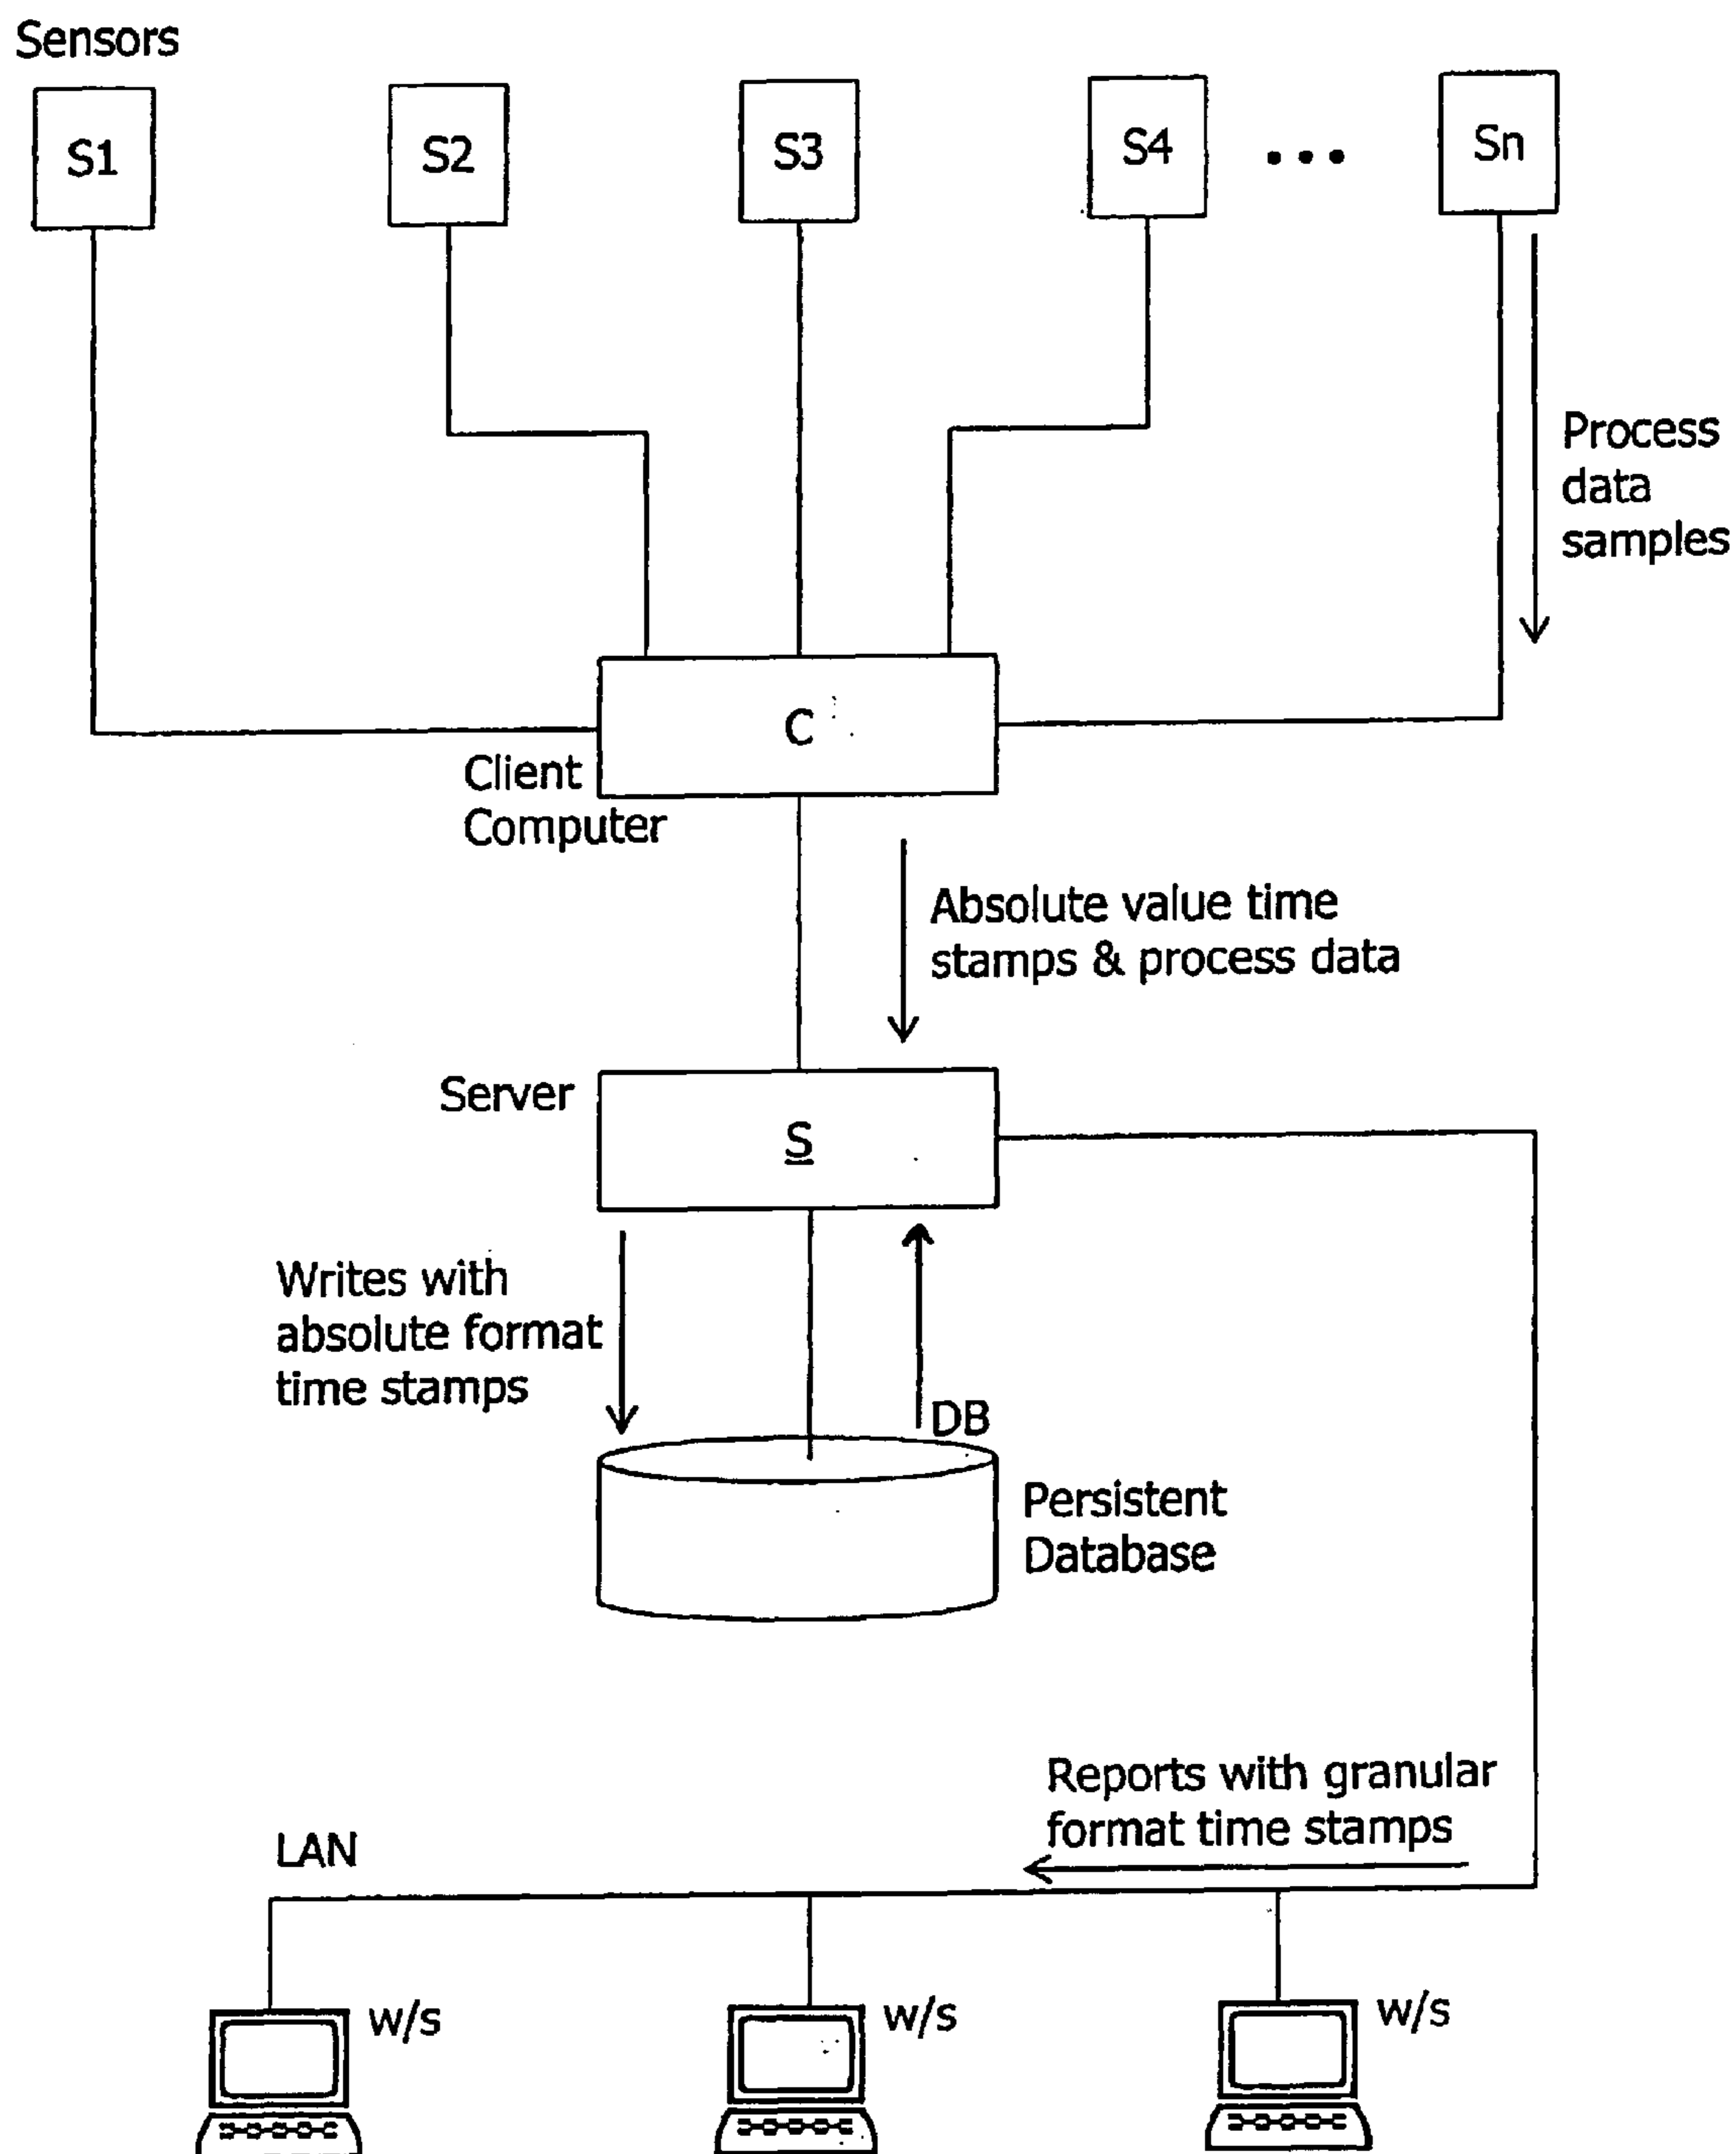 Sensors
S1
S2
S3
S4
...
Sn
Process
data
samples
C
Client
Computer
Absolute value time
stamps & process data
Server
S
Writes with
absolute format
time stamps
DB
Persistent
Database
Reports with granular
format time stamps
LAN
w/s
w/s
w/s